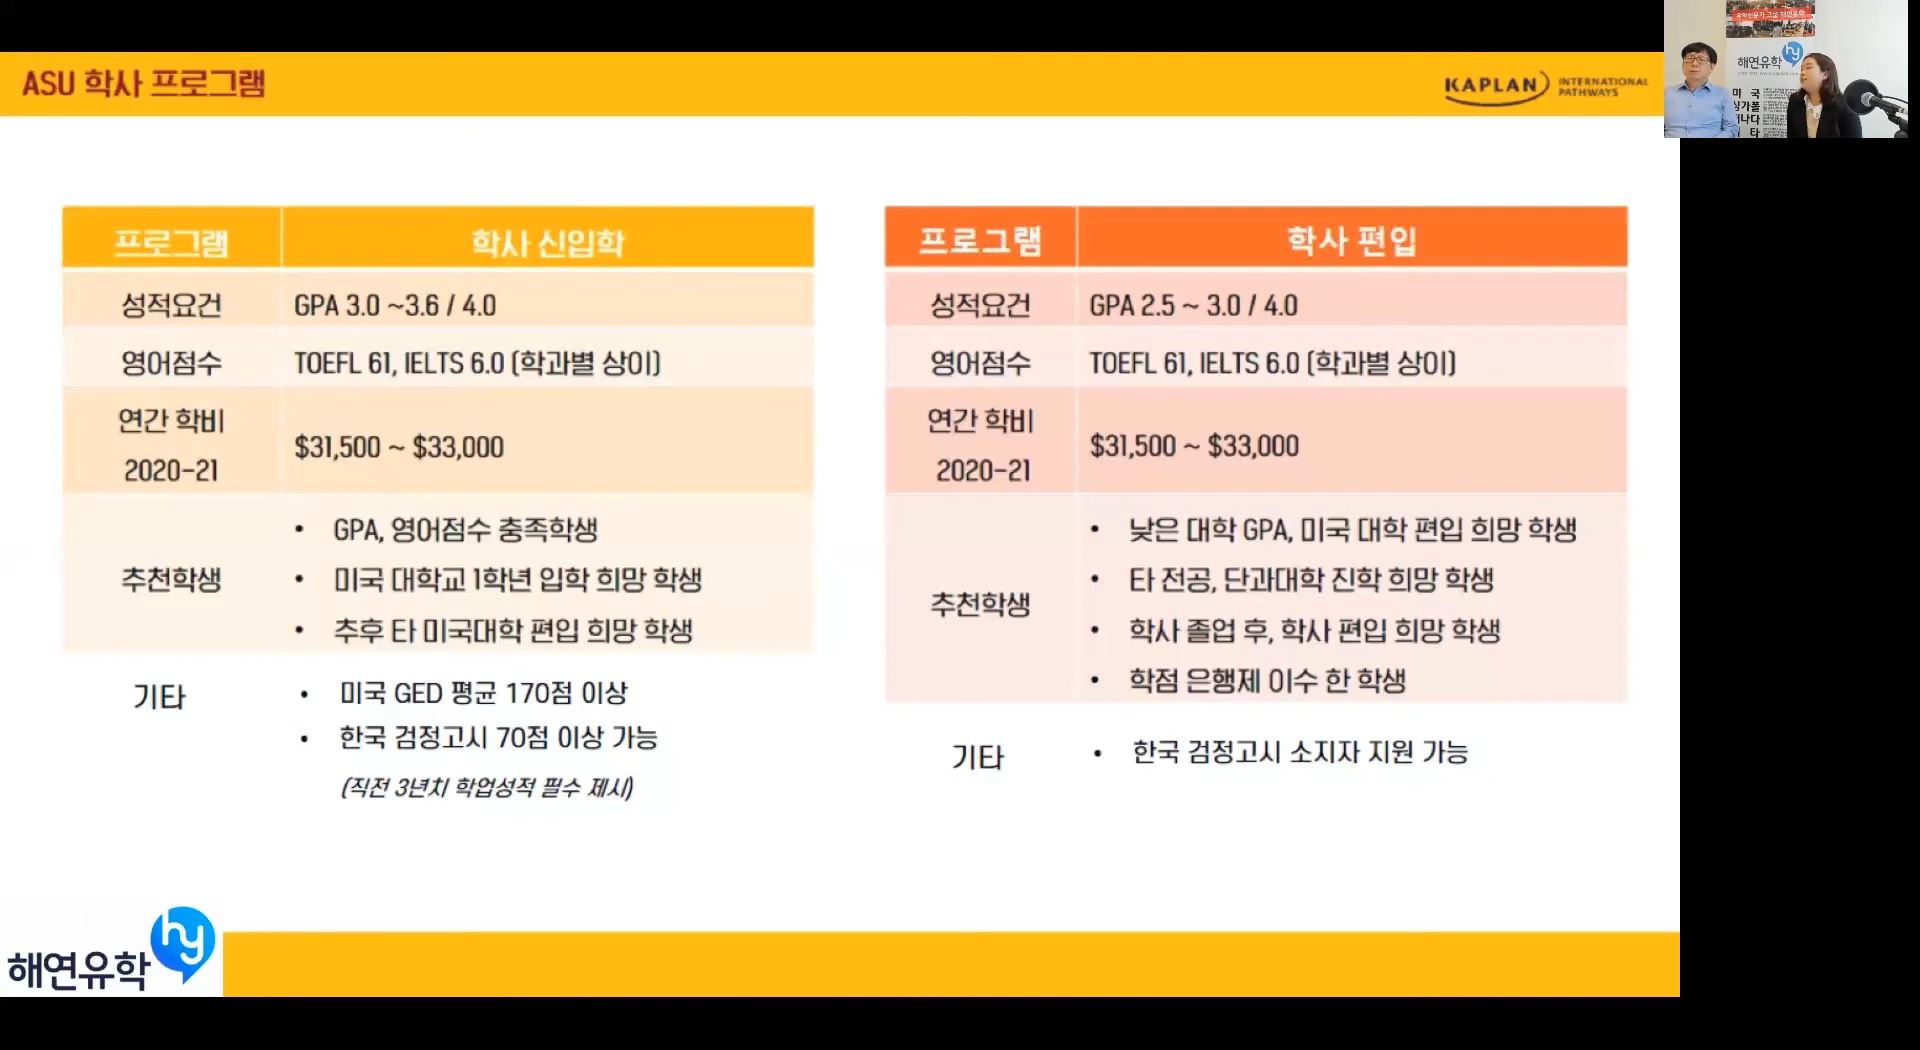 ASU 학사 프로그램
KAPLAN INTERNATIONAL PATHWAYS
해연유학 hy
프로그램 학사 신입학
성적요건 GPA 3.0 ~3.6 / 4.0
영어점수 TOEFL 61, IELTS 6.0 (학과별 상이)
연간 학비
2020-21
$31,500 ~ $33,000
추천학생
• GPA, 영어점수 충족학생
• 미국 대학교 1학년 입학 희망 학생
• 추후 타 미국대학 편입 희망 학생
기타
• 미국 GED 평균 170점 이상
• 한국 검정고시 70점 이상 가능
(직전 3년치 학업성적 필수 제시)
프로그램 학사 편입
성적요건 GPA 2.5 ~ 3.0 / 4.0
영어점수 TOEFL 61, IELTS 6.0 (학과별 상이)
연간 학비
2020-21
$31,500 ~ $33,000
추천학생
• 낮은 대학 GPA, 미국 대학 편입 희망 학생
• 타 전공, 단과대학 진학 희망 학생
• 학사 졸업 후, 학사 편입 희망 학생
• 학점 은행제 이수 한 학생
기타
• 한국 검정고시 소지자 지원 가능
해연유학 hy